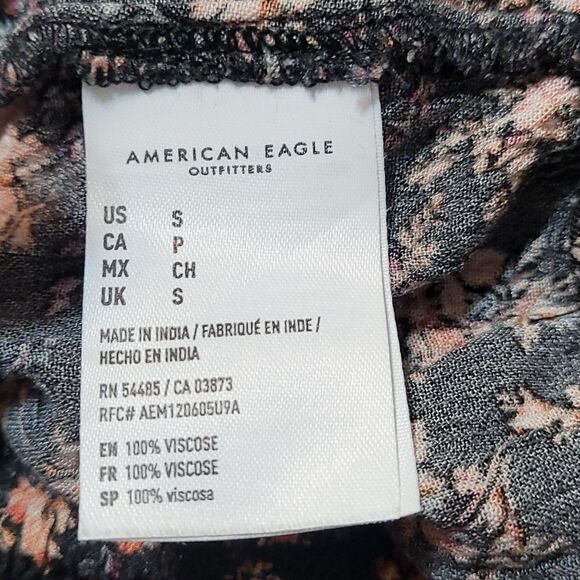 AMERICAN EAGLE
OUTFITTERS
US S
CA P
MX CH
UK S
MADE IN INDIA / FABRIQUÉ EN INDE /
HECHO EN INDIA
RN 54485 / CA 03873
RFC# AEM120605U9A
EN 100% VISCOSE
FR 100% VISCOSE
SP 100% viscosa